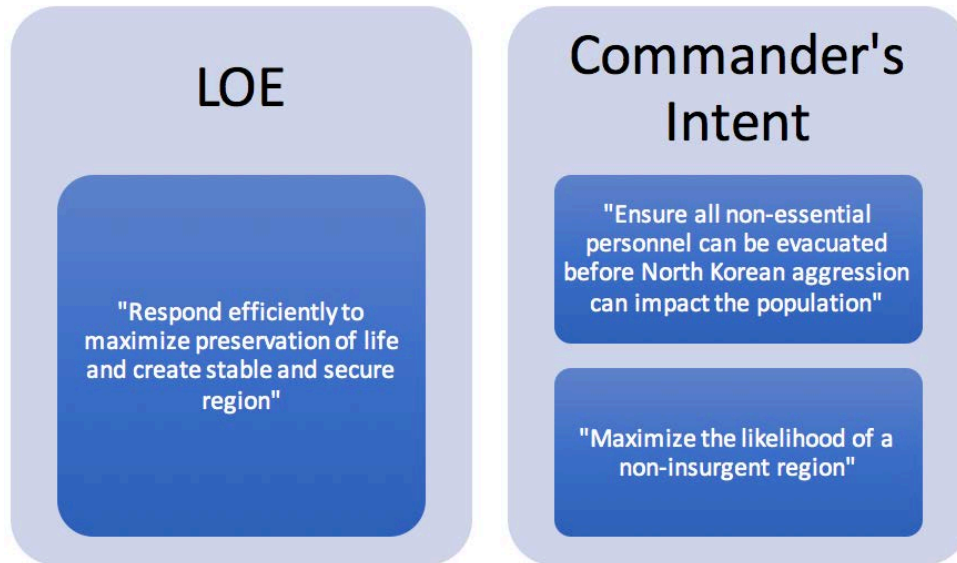 LOE
"Respond efficiently to
maximize preservation of life
and create stable and secure
region"
Commander's
Intent
"Ensure all non-essential
personnel can be evacuated
before North Korean aggression
can impact the population"
"Maximize the likelihood of a
non-insurgent region"